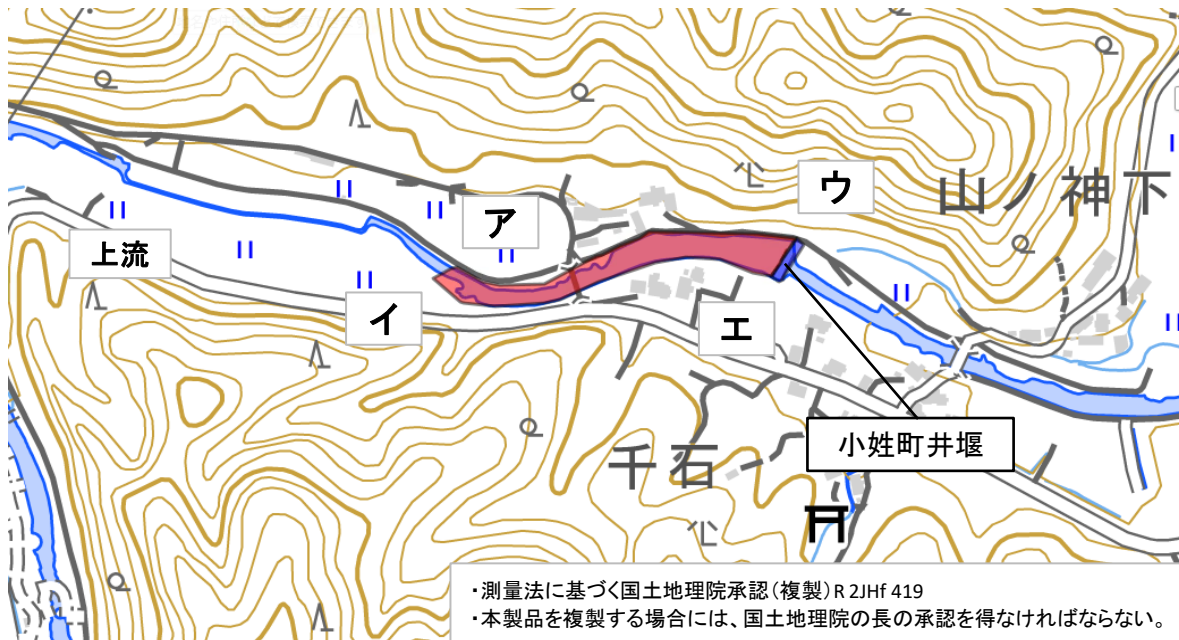 ウ
山ノ神下
ア
上流
イ
エ
小姓町井堰
千石
・測量法に基づく国土地理院承認(複製)R 2JHf 419
・本製品を複製する場合には、国土地理院の長の承認を得なければならない。